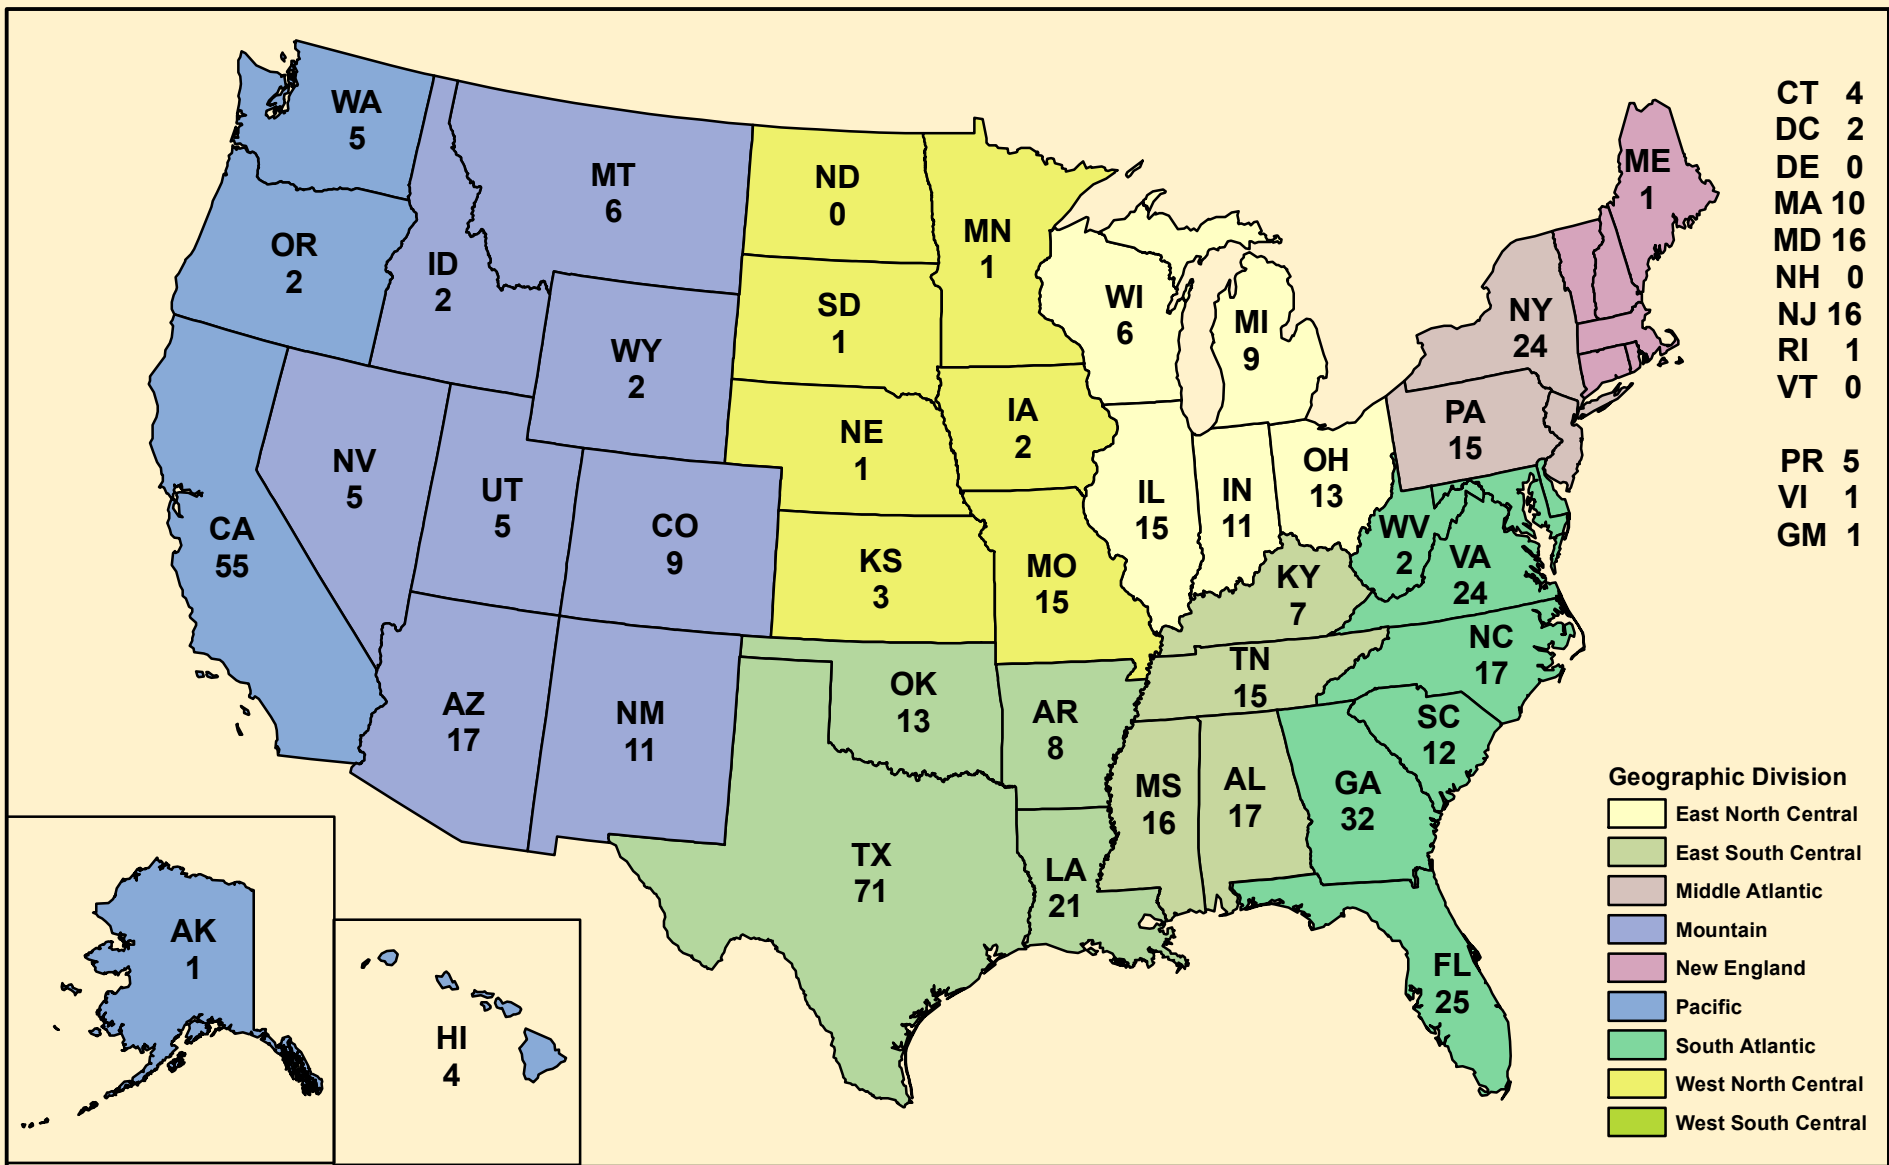 WA
5
MT
6
ND
0
MN
1
OR
2
ID
2
SD
1
WI
6
MI
9
ME
1
NY
24
WY
2
IA
2
PA
15
NE
1
NV
5
UT
5
CO
9
IL
15
IN
11
OH
13
CA
55
KS
3
MO
15
KY
7
WV
2
VA
24
NC
17
TN
15
AZ
17
NM
11
OK
13
AR
8
SC
12
MS
16
AL
17
GA
32
TX
71
LA
21
FL
25
AK
1
HI
4
CT 4
DC 2
DE 0
MA 10
MD 16
NH 0
NJ 16
RI 1
VT 0
PR 5
VI 1
GM 1
Geographic Division
East North Central
East South Central
Middle Atlantic
Mountain
New England
Pacific
South Atlantic
West North Central
West South Central